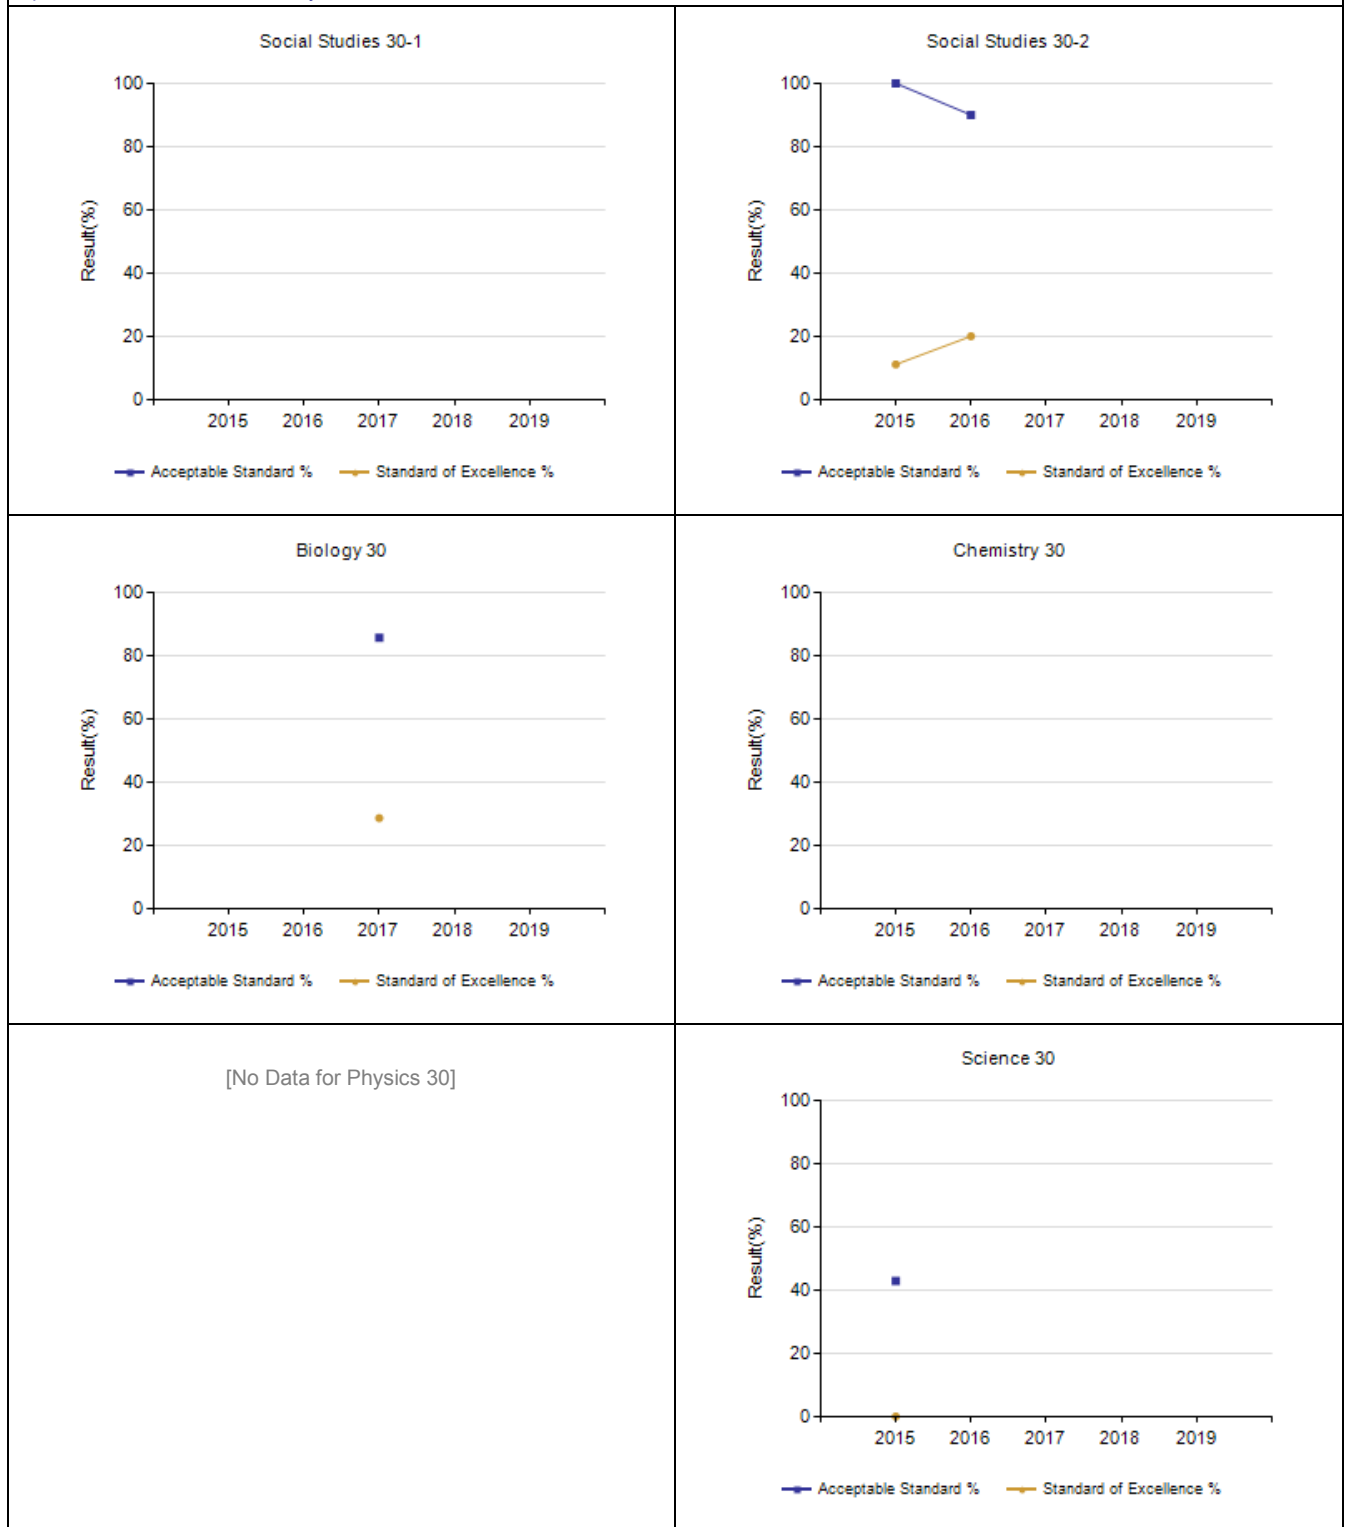 Social Studies 30-1
100
80
60
40
20
0
Result(%)
2015 2016 2017 2018 2019
Acceptable Standard % Standard of Excellence %
Social Studies 30-2
100
80
60
40
20
0
Result(%)
2015 2016 2017 2018 2019
Acceptable Standard % Standard of Excellence %
Biology 30
100
80
60
40
20
0
Result(%)
2015 2016 2017 2018 2019
Acceptable Standard % Standard of Excellence %
Chemistry 30
100
80
60
40
20
0
Result(%)
2015 2016 2017 2018 2019
Acceptable Standard % Standard of Excellence %
[No Data for Physics 30]
Science 30
100
80
60
40
20
0
Result(%)
2015 2016 2017 2018 2019
Acceptable Standard % Standard of Excellence %